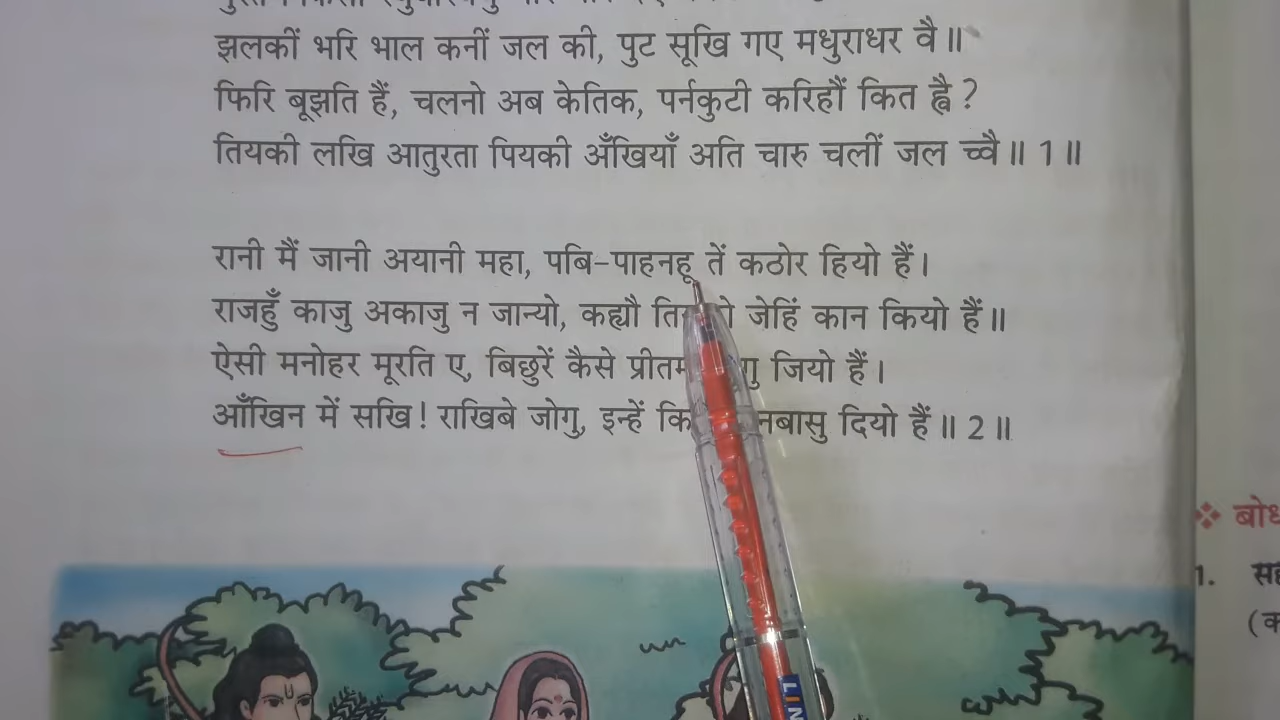 झलकीं भरि भाल कनीं जल की, पुट सूखि गए मधुराधर वै॥
फिरि बूझति हैं, चलनो अब केतिक, पर्नकुटी करिहौं कित ह्वै ?
तियकी लखि आतुरता पियकी अँखियाँ अति चारु चलीं जल च्वै॥ 1॥
रानी मैं जानी अयानी महा, पबि-पाहनहू तें कठोर हियो हैं।
राजहुँ काजु अकाजु न जान्यो, कह्यौ जेहिं कान कियो हैं॥
ऐसी मनोहर मूरति ए, बिछुरें कैसे जियो हैं।
आँखिन में सखि! राखिबे जोगु, इन्हें दियो हैं॥ 2॥
1.